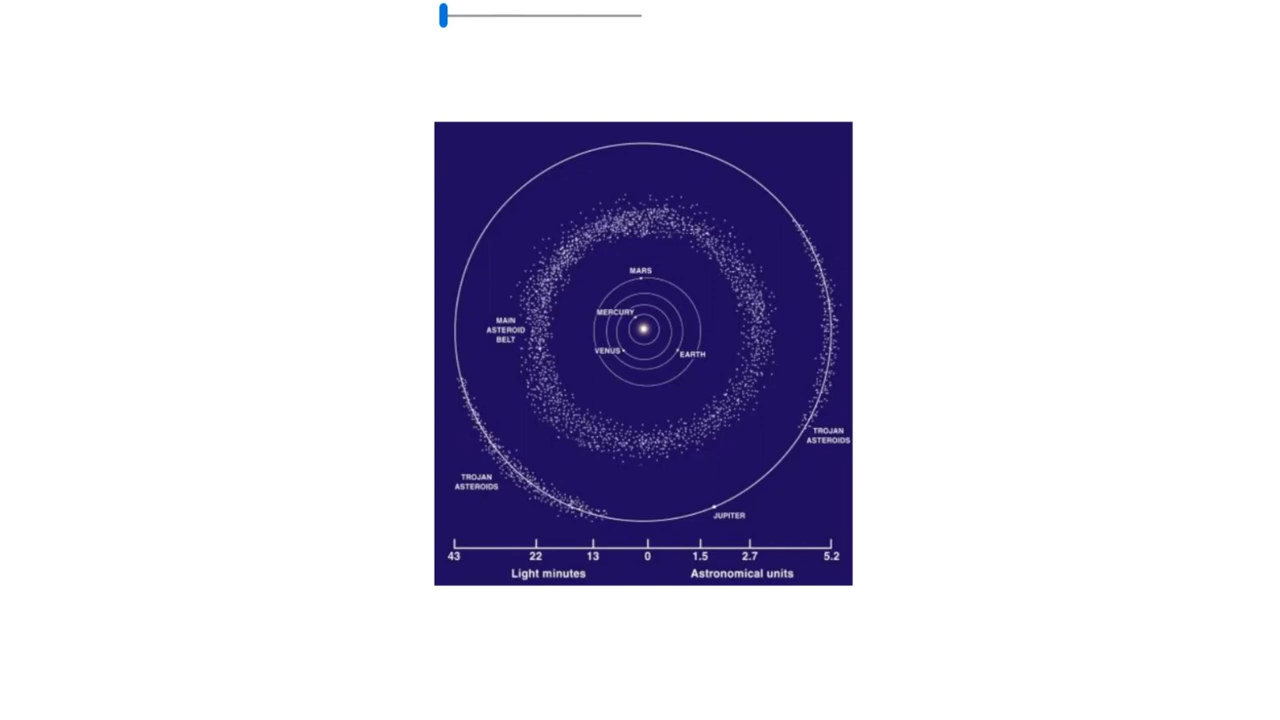 MARS
MERCURY
MAIN
ASTEROID
BELT
VENUS
EARTH
TROJAN
ASTEROIDS
TROJAN
ASTEROIDS
JUPITER
43 22 13 0 1.5 2.7 5.2
Light minutes Astronomical units